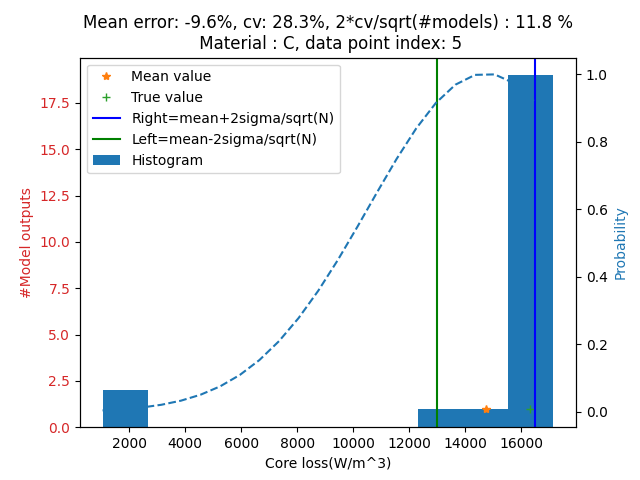 Mean error: -9.6%, cv: 28.3%, 2*cv/sqrt(#models) : 11.8 %
Material : C, data point index: 5
Mean value
True value
Right=mean+2sigma/sqrt(N)
Left=mean-2sigma/sqrt(N)
Histogram
17.5
15.0
12.5
10.0
7.5
5.0
2.5
0.0
#Model outputs
1.0
0.8
0.6
0.4
0.2
0.0
Probability
2000 4000 6000 8000 10000 12000 14000 16000
Core loss(W/m^3)